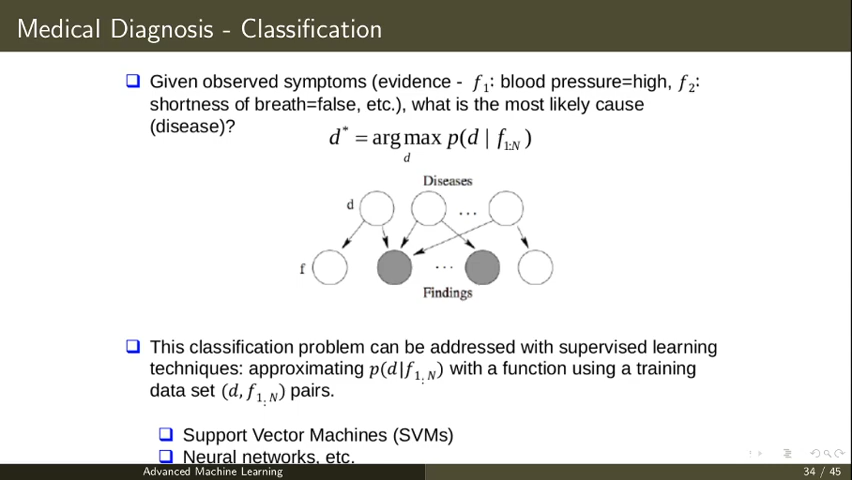 Medical Diagnosis - Classification
❑ Given observed symptoms (evidence - f₁: blood pressure=high, f₂:
shortness of breath=false, etc.), what is the most likely cause
(disease)?
d* = arg max p(d | f₁:N)
d
Diseases
d
...
f
...
Findings
❑ This classification problem can be addressed with supervised learning
techniques: approximating p(d|f₁:N) with a function using a training
data set (d, f₁:N) pairs.
❑ Support Vector Machines (SVMs)
❑ Neural networks, etc.
Advanced Machine Learning
34 / 45